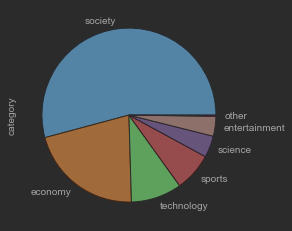 society
category
other
entertainment
science
sports
economy
technology